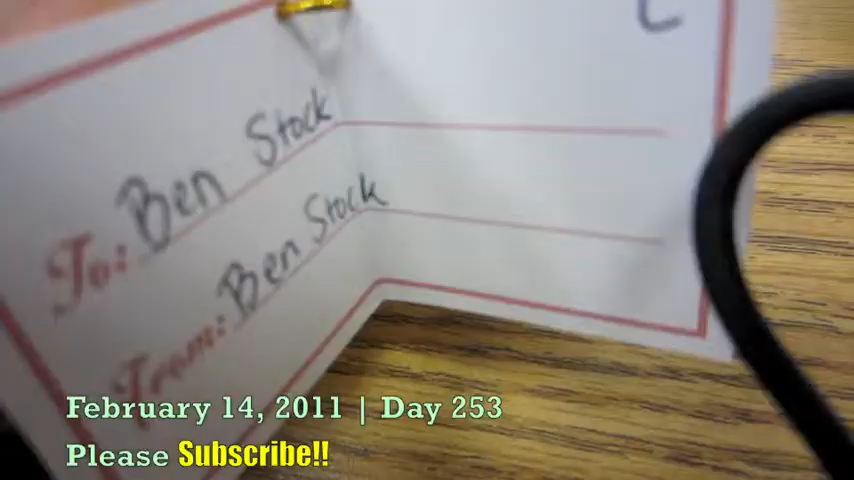 To: Ben Stock
From: Ben Stock
February 14, 2011 | Day 253
Please Subscribe!!